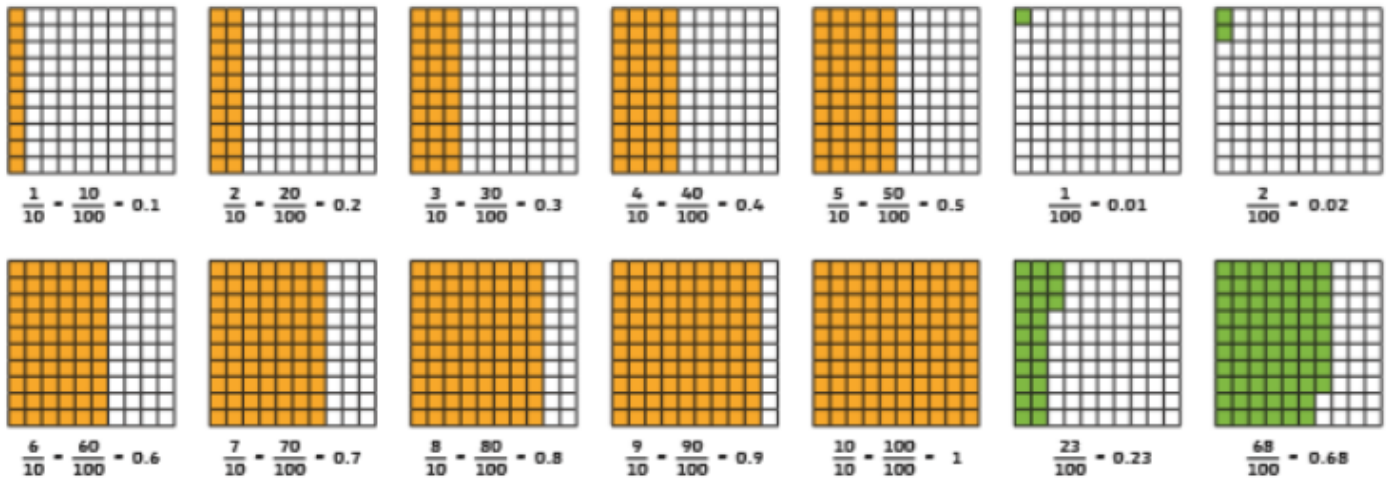 1/10 = 10/100 = 0.1
2/10 = 20/100 = 0.2
3/10 = 30/100 = 0.3
4/10 = 40/100 = 0.4
5/10 = 50/100 = 0.5
1/100 = 0.01
2/100 = 0.02
6/10 = 60/100 = 0.6
7/10 = 70/100 = 0.7
8/10 = 80/100 = 0.8
9/10 = 90/100 = 0.9
10/10 = 100/100 = 1
23/100 = 0.23
68/100 = 0.68